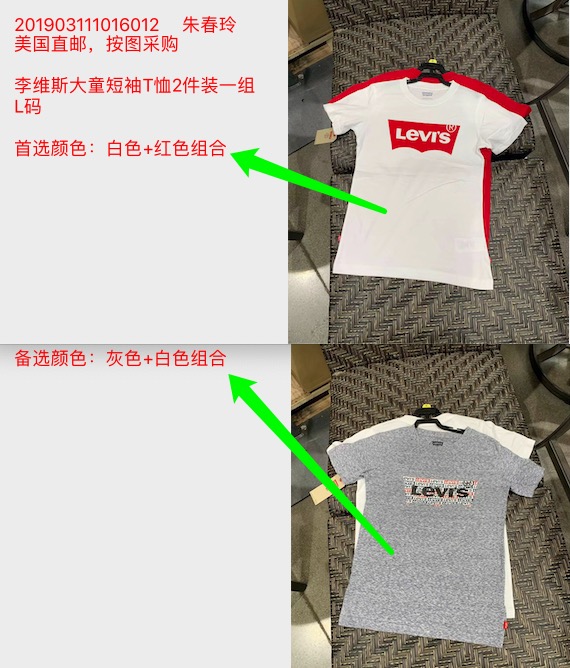 201903111016012 朱春玲
美国直邮，按图采购
李维斯大童短袖T恤2件装一组
L码
首选颜色：白色+红色组合
Levi's®
备选颜色：灰色+白色组合
Levi's